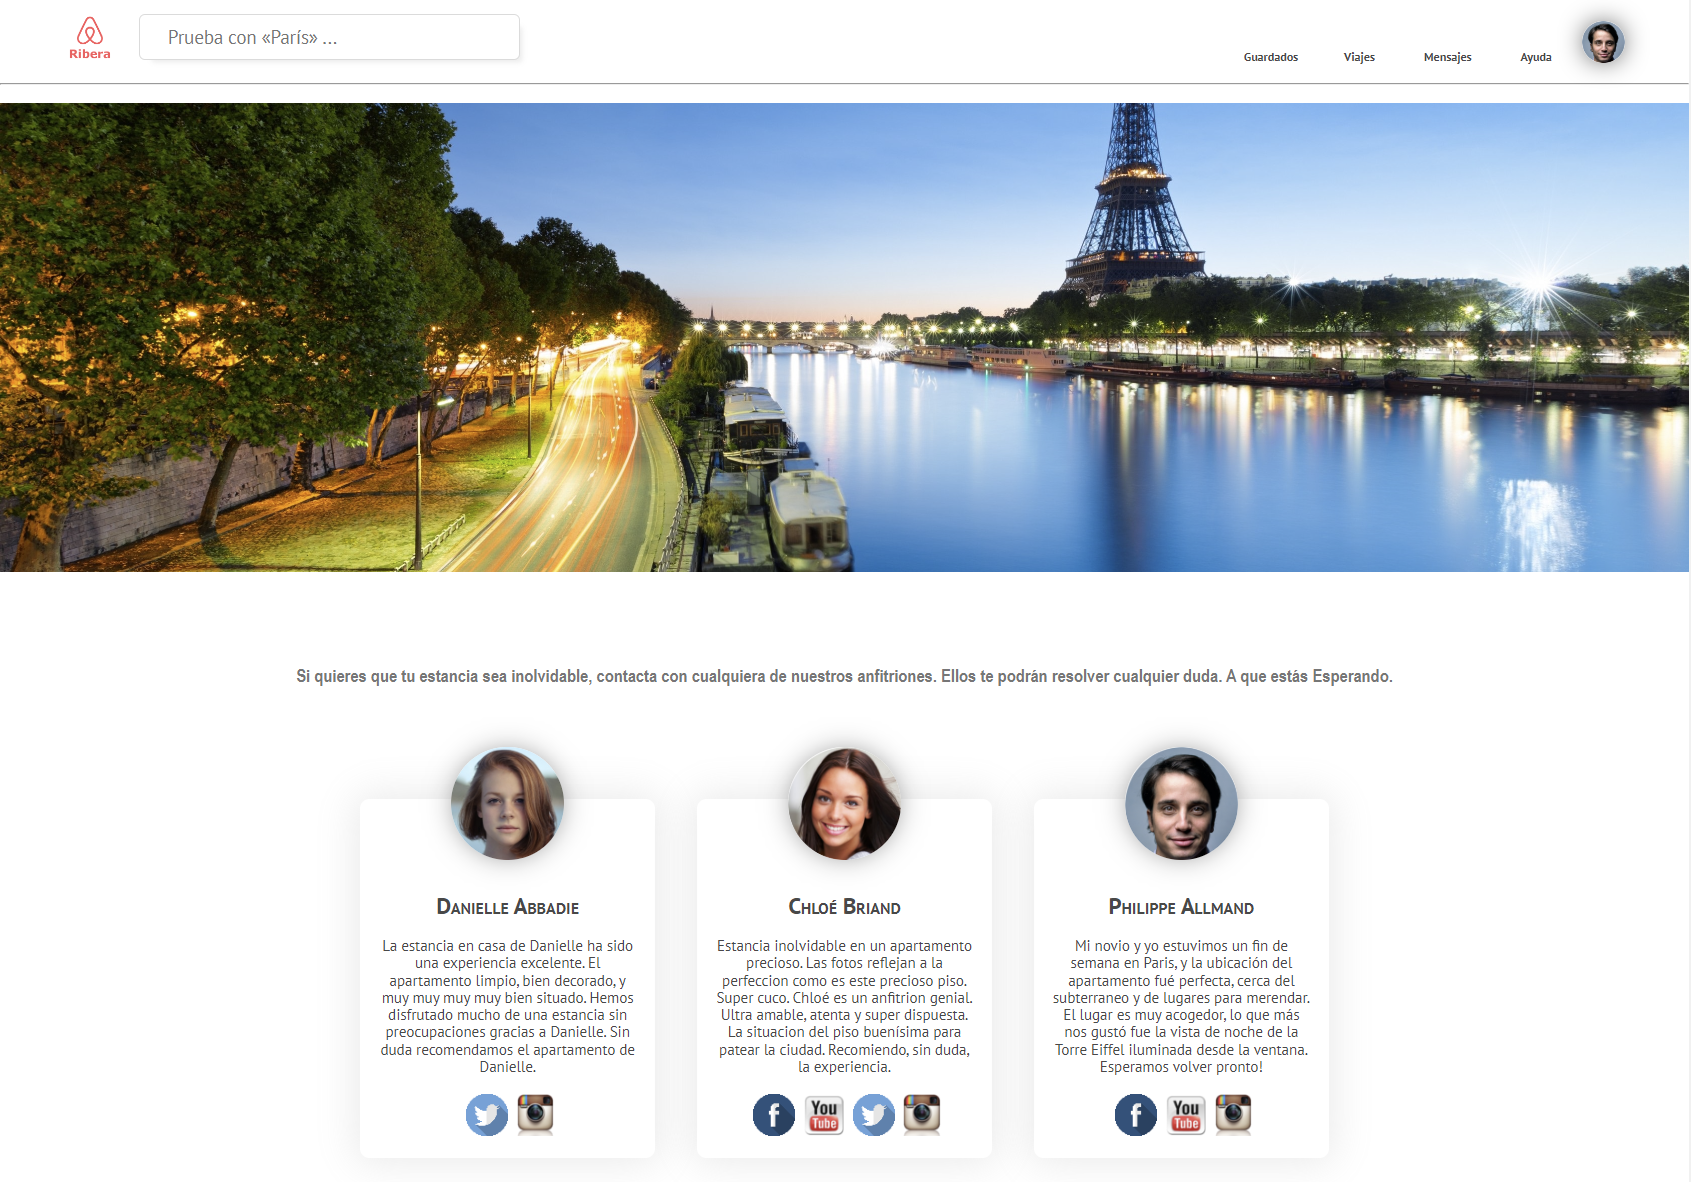 Ribera
Prueba con «París» ...
Guardados
Viajes
Mensajes
Ayuda
Si quieres que tu estancia sea inolvidable, contacta con cualquiera de nuestros anfitriones. Ellos te podrán resolver cualquier duda. A que estás Esperando.
Danielle Abbadie
La estancia en casa de Danielle ha sido
una experiencia excelente. El
apartamento limpio, bien decorado, y
muy muy muy muy bien situado. Hemos
disfrutado mucho de una estancia sin
preocupaciones gracias a Danielle. Sin
duda recomendamos el apartamento de
Danielle.
Chloé Briand
Estancia inolvidable en un apartamento
precioso. Las fotos reflejan a la
perfeccion como es este precioso piso.
Super cuco. Chloé es un anfitrion genial.
Ultra amable, atenta y super dispuesta.
La situacion del piso buenísima para
patear la ciudad. Recomiendo, sin duda,
la experiencia.
f
You
Tube
Philippe Allmand
Mi novio y yo estuvimos un fin de
semana en Paris, y la ubicación del
apartamento fué perfecta, cerca del
subterraneo y de lugares para merendar.
El lugar es muy acogedor, lo que más
nos gustó fue la vista de noche de la
Torre Eiffel iluminada desde la ventana.
Esperamos volver pronto!
f
You
Tube